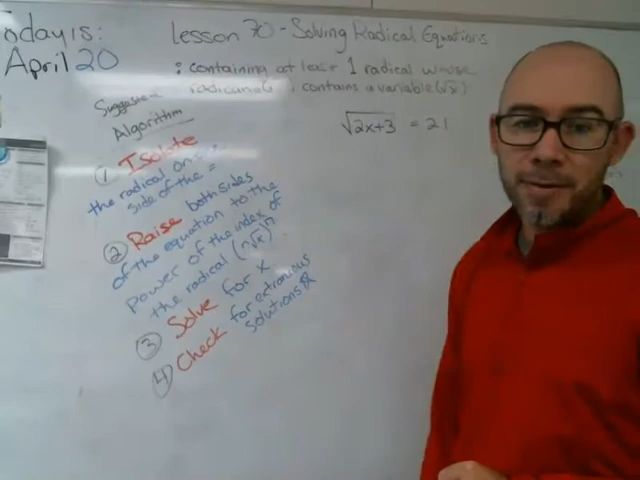 Today is:
April 20
Lesson 70 - Solving Radical Equations
: containing at least 1 radical whose
radicand contains a variable (√x)
Suggested
Algorithm
√2x+3 = 21
① Isolate
the radical on
side of the =
② Raise both sides
of the equation to the
power of the index of
the radical (ⁿ√x)ⁿ
③ Solve for x
④ Check for extranious
solutions